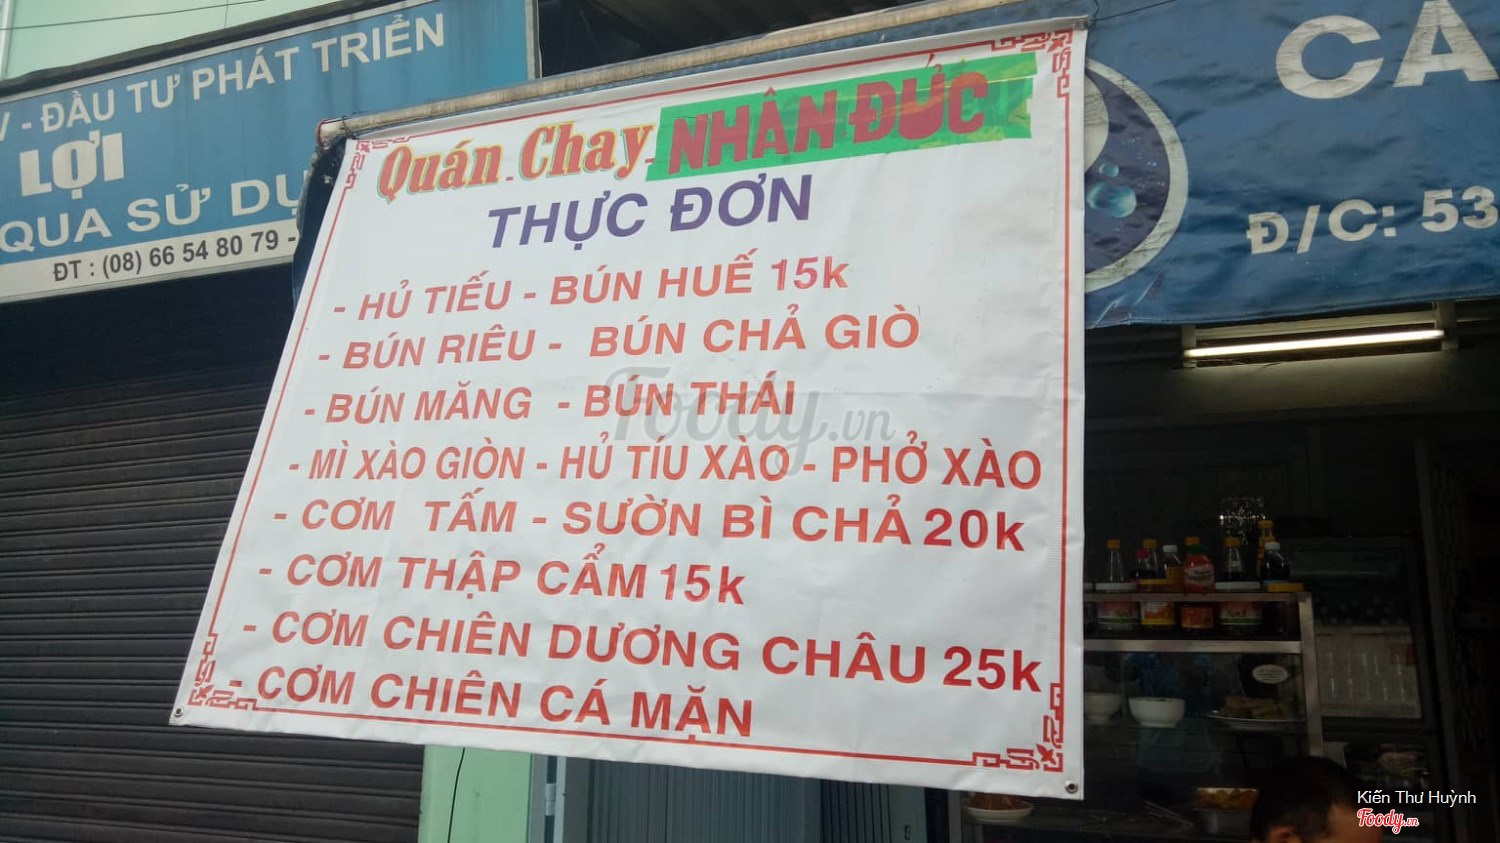 V - ĐẦU TƯ PHÁT TRIỂN
LỢI
QUA SỬ DỤ
ĐT : (08) 66 54 80 79 -
Quán Chay NHÂN ĐỨC
THỰC ĐƠN
- HỦ TIẾU - BÚN HUẾ 15k
- BÚN RIÊU - BÚN CHẢ GIÒ
- BÚN MĂNG - BÚN THÁI
- MÌ XÀO GIÒN - HỦ TÍU XÀO - PHỞ XÀO
- CƠM TẤM - SƯỜN BÌ CHẢ 20k
- CƠM THẬP CẨM 15k
- CƠM CHIÊN DƯƠNG CHÂU 25k
- CƠM CHIÊN CÁ MẶN
CA
Đ/C: 53
Foody.vn
Kiến Thư Huỳnh
Foody.vn